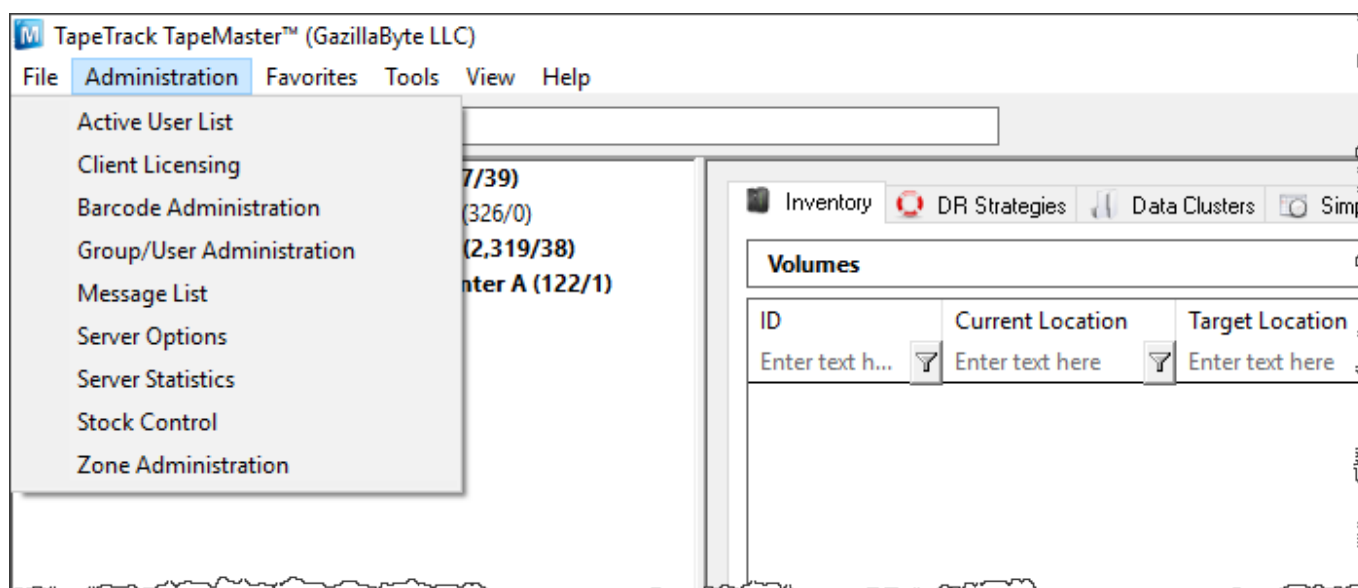 TapeTrack TapeMaster™ (GazillaByte LLC)
File Administration Favorites Tools View Help
Active User List
Client Licensing
Barcode Administration
Group/User Administration
Message List
Server Options
Server Statistics
Stock Control
Zone Administration
7/39)
(326/0)
(2,319/38)
nter A (122/1)
Inventory DR Strategies Data Clusters Simp
Volumes
ID Current Location Target Location
Enter text h... Enter text here Enter text here